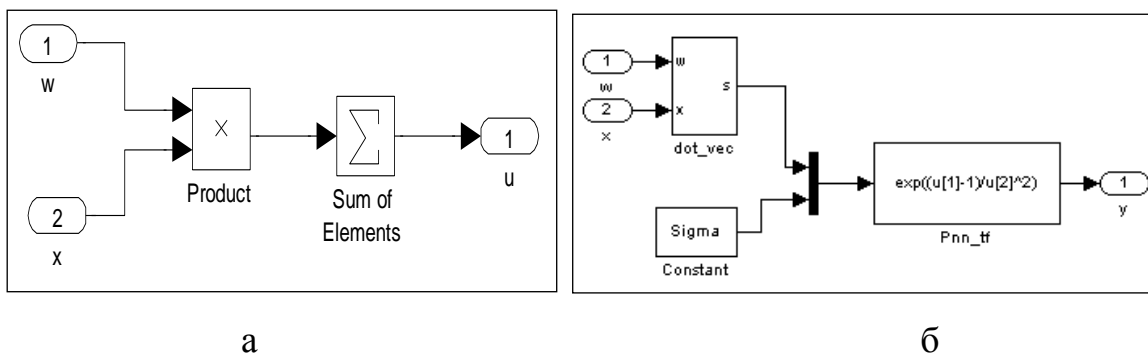 1
w
2
x
X
Product
Sum of
Elements
1
u
1
w
2
x
w
x
s
dot_vec
Sigma
Constant
exp((u[1]-1)/u[2]^2)
Pnn_tf
1
y
а
б